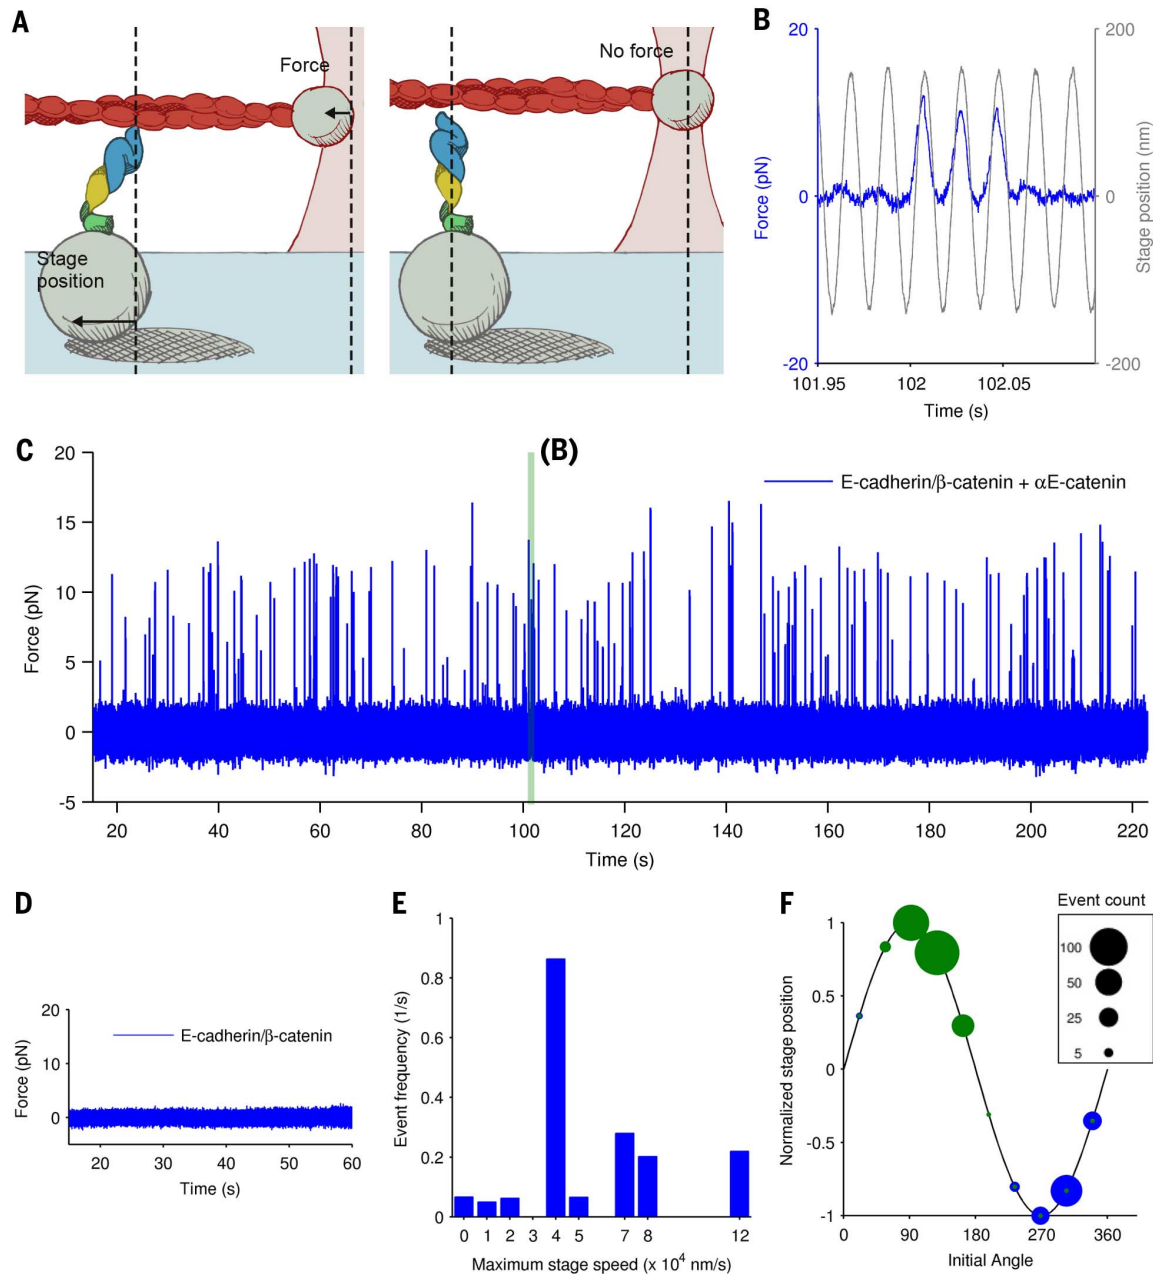 A
Force
No force
Stage
position
B
20
0
-20
Force (pN)
200
0
-200
Stage position (nm)
101.95
102
102.05
Time (s)
C
(B)
20
15
10
5
0
-5
Force (pN)
E-cadherin/β-catenin + αE-catenin
20
40
60
80
100
120
140
160
180
200
220
Time (s)
D
20
10
0
Force (pN)
E-cadherin/β-catenin
20
30
40
50
60
Time (s)
E
1
0.8
0.6
0.4
0.2
0
Event frequency (1/s)
0
1
2
3
4
5
7
8
12
Maximum stage speed (x 10⁴ nm/s)
F
Event count
100
50
25
5
1
0.5
0
-0.5
-1
Normalized stage position
0
90
180
270
360
Initial Angle